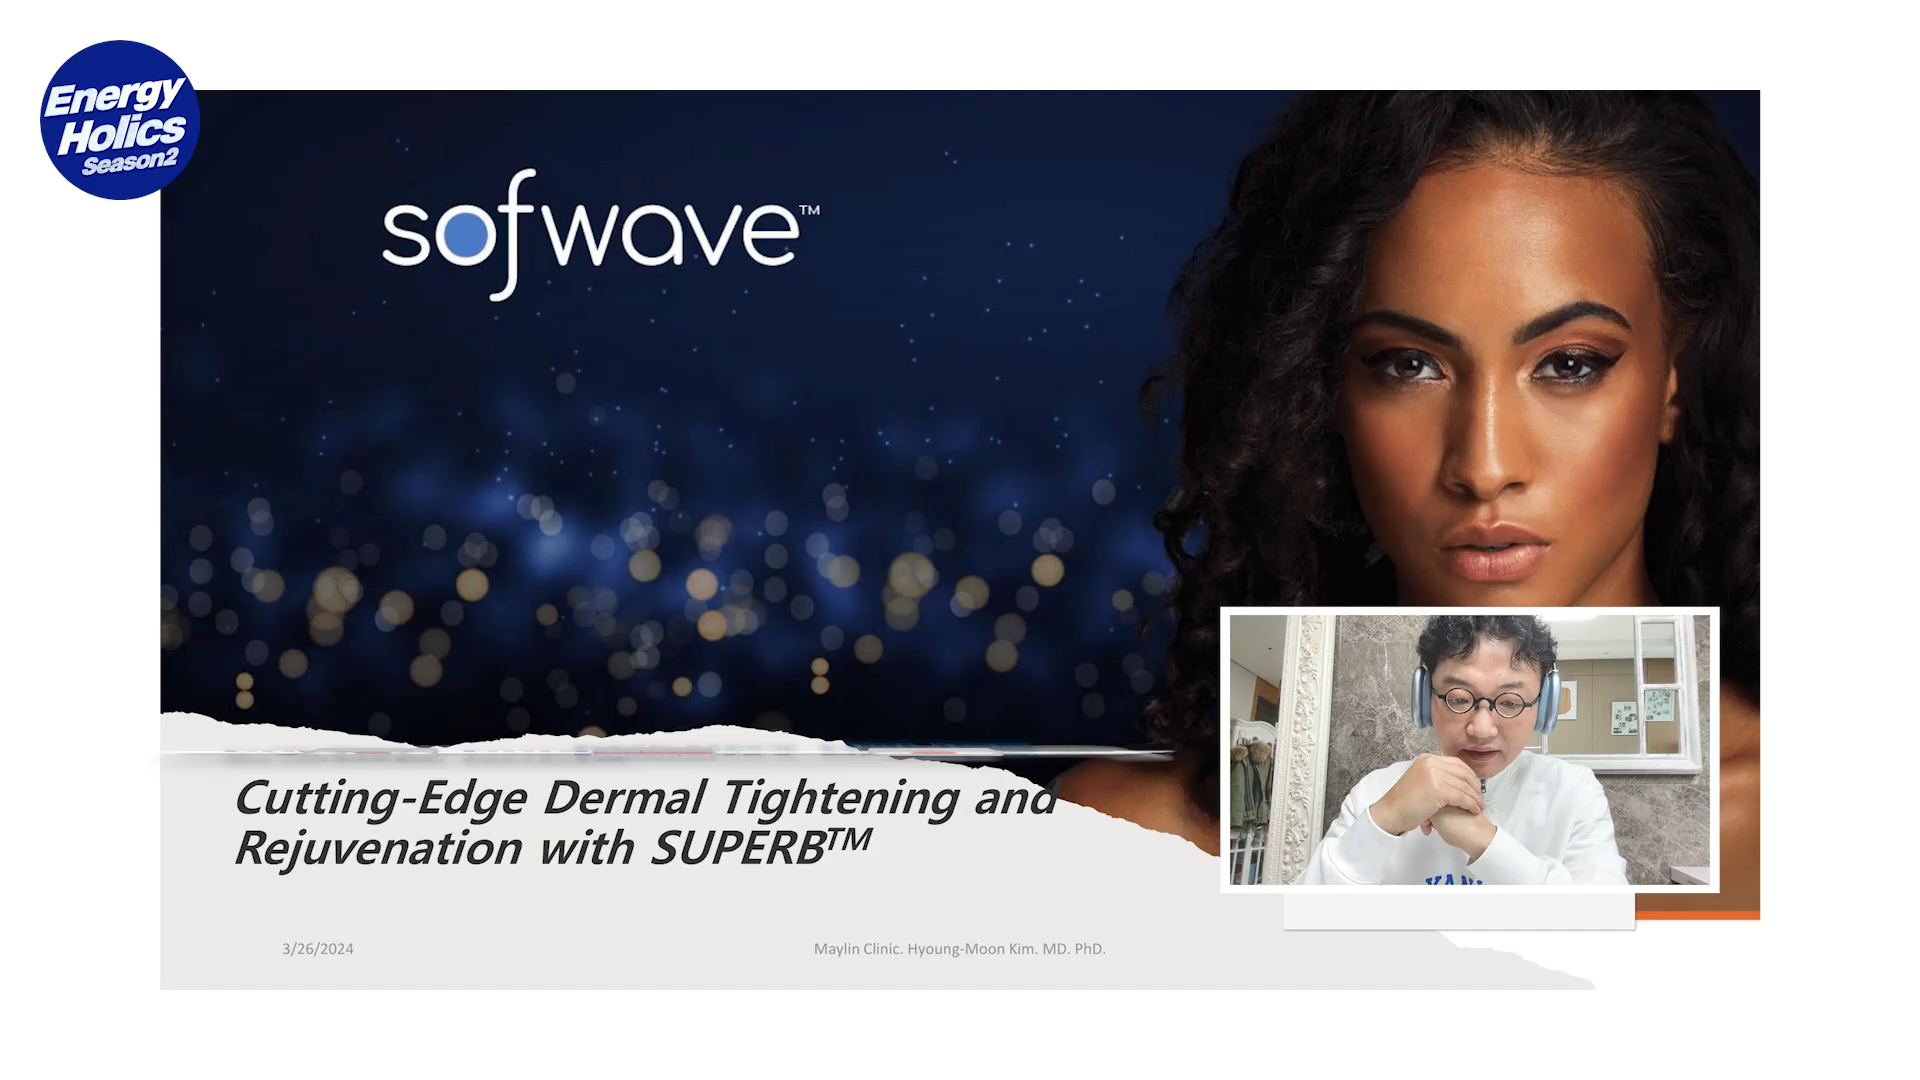 Energy
Holics
Season2
sofwave™
Cutting-Edge Dermal Tightening and
Rejuvenation with SUPERB™
3/26/2024
Maylin Clinic. Hyoung-Moon Kim. MD. PhD.